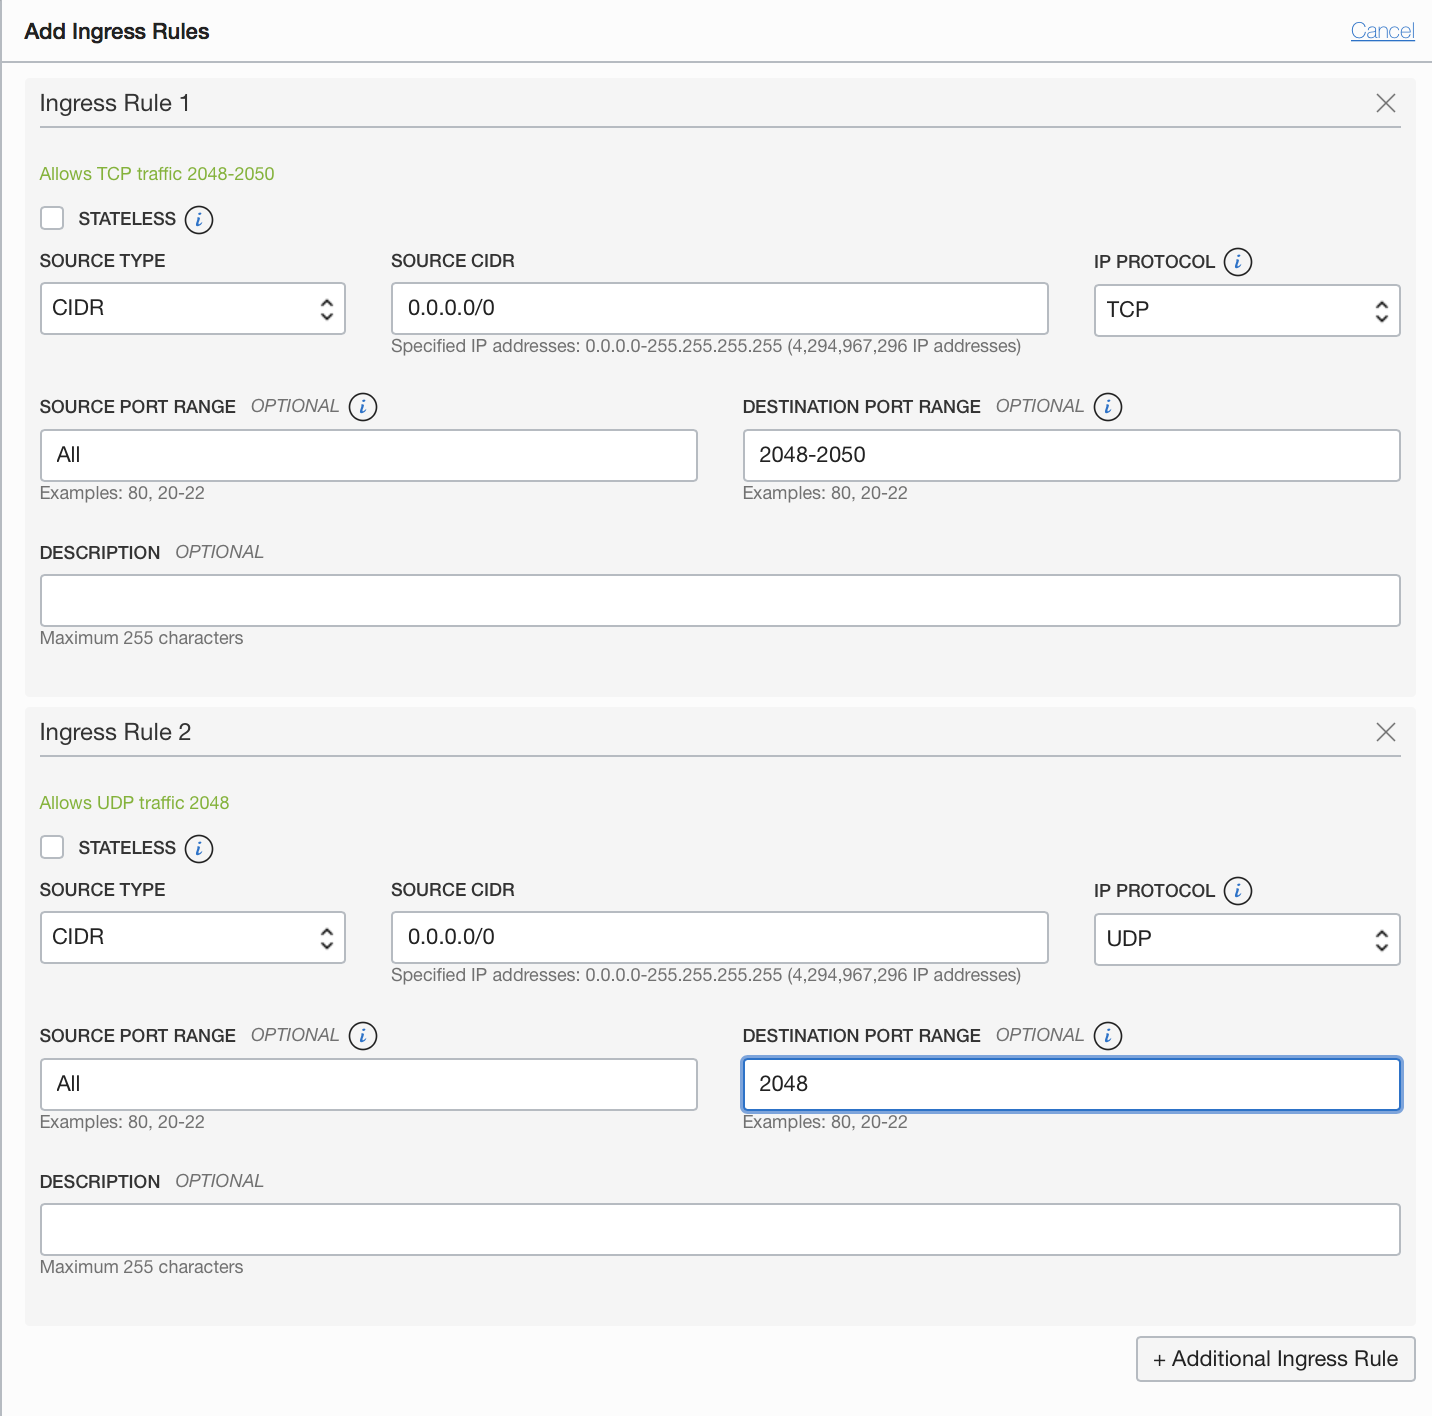 Add Ingress Rules Cancel
Ingress Rule 1
Allows TCP traffic 2048-2050
STATELESS i
SOURCE TYPE SOURCE CIDR IP PROTOCOL i
CIDR 0.0.0.0/0 TCP
Specified IP addresses: 0.0.0.0-255.255.255.255 (4,294,967,296 IP addresses)
SOURCE PORT RANGE OPTIONAL i DESTINATION PORT RANGE OPTIONAL i
All 2048-2050
Examples: 80, 20-22 Examples: 80, 20-22
DESCRIPTION OPTIONAL
Maximum 255 characters
Ingress Rule 2
Allows UDP traffic 2048
STATELESS i
SOURCE TYPE SOURCE CIDR IP PROTOCOL i
CIDR 0.0.0.0/0 UDP
Specified IP addresses: 0.0.0.0-255.255.255.255 (4,294,967,296 IP addresses)
SOURCE PORT RANGE OPTIONAL i DESTINATION PORT RANGE OPTIONAL i
All 2048
Examples: 80, 20-22 Examples: 80, 20-22
DESCRIPTION OPTIONAL
Maximum 255 characters
+ Additional Ingress Rule